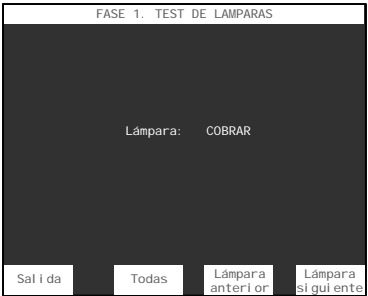 FASE 1. TEST DE LAMPARAS
Lámpara: COBRAR
Salida
Todas
Lámpara
anterior
Lámpara
siguiente